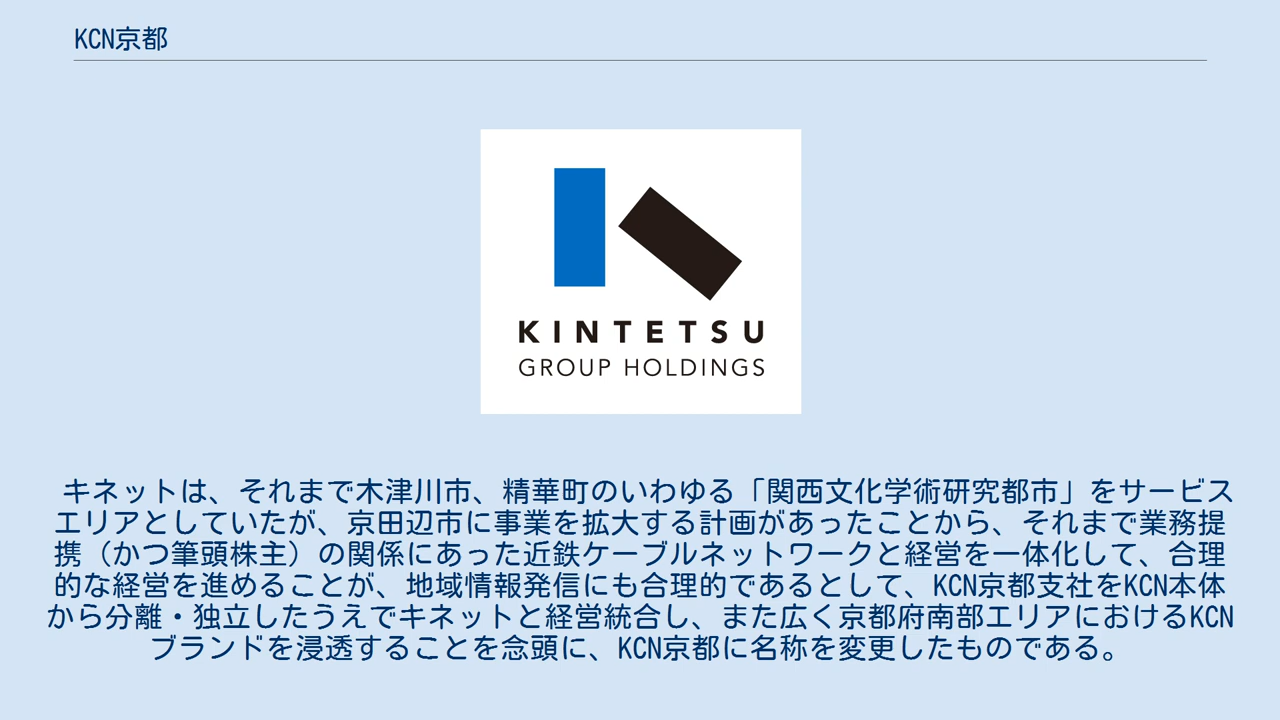 KCN京都
KINTETSU
GROUP HOLDINGS
キネットは、それまで木津川市、精華町のいわゆる「関西文化学術研究都市」をサービス
エリアとしていたが、京田辺市に事業を拡大する計画があったことから、それまで業務提
携（かつ筆頭株主）の関係にあった近鉄ケーブルネットワークと経営を一体化して、合理
的な経営を進めることが、地域情報発信にも合理的であるとして、KCN京都支社をKCN本体
から分離・独立したうえでキネットと経営統合し、また広く京都府南部エリアにおけるKCN
ブランドを浸透することを念頭に、KCN京都に名称を変更したものである。